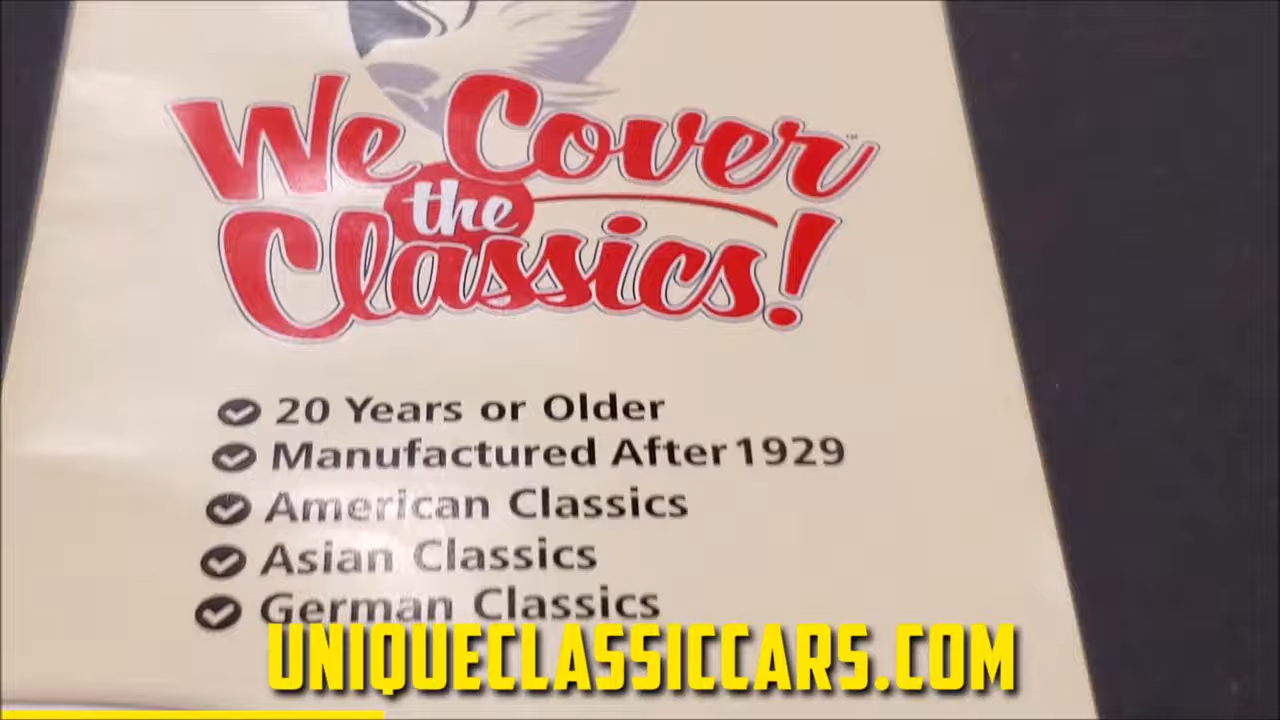 We Cover
the
Classics!
20 Years or Older
Manufactured After 1929
American Classics
Asian Classics
German Classics
UNIQUECLASSICCARS.COM